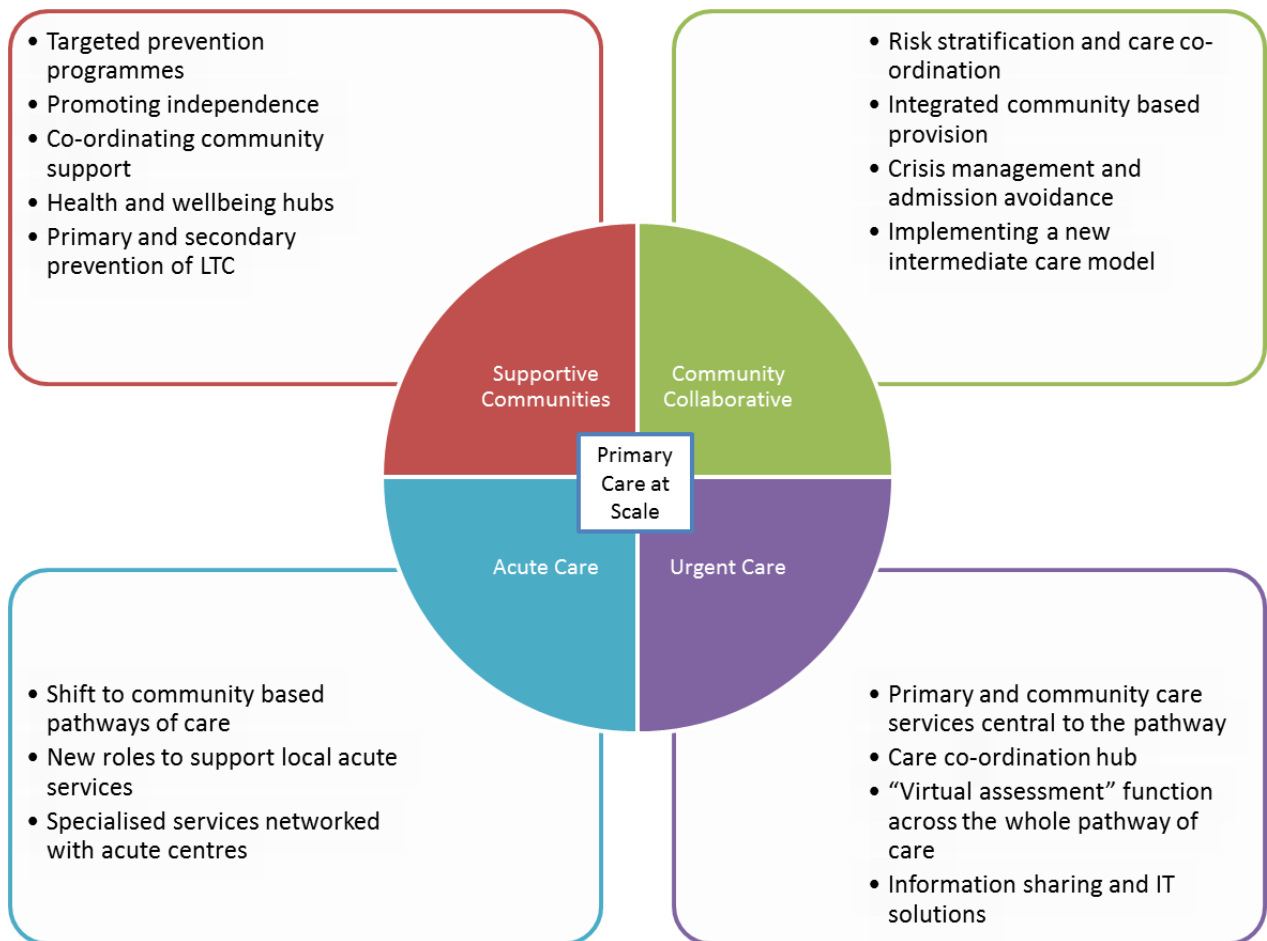 • Targeted prevention
programmes
• Promoting independence
• Co-ordinating community
support
• Health and wellbeing hubs
• Primary and secondary
prevention of LTC
• Risk stratification and care co-
ordination
• Integrated community based
provision
• Crisis management and
admission avoidance
• Implementing a new
intermediate care model
Supportive
Communities
Community
Collaborative
Primary
Care at
Scale
Acute Care
Urgent Care
• Shift to community based
pathways of care
• New roles to support local acute
services
• Specialised services networked
with acute centres
• Primary and community care
services central to the pathway
• Care co-ordination hub
• “Virtual assessment” function
across the whole pathway of
care
• Information sharing and IT
solutions